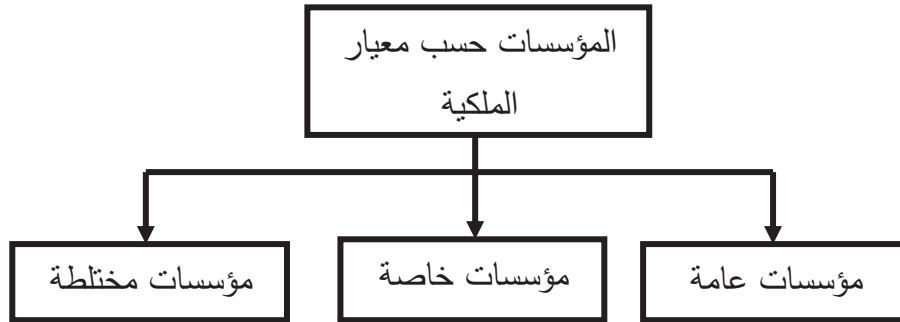 المؤسسات حسب معيار
الملكية
مؤسسات عامة
مؤسسات خاصة
مؤسسات مختلطة